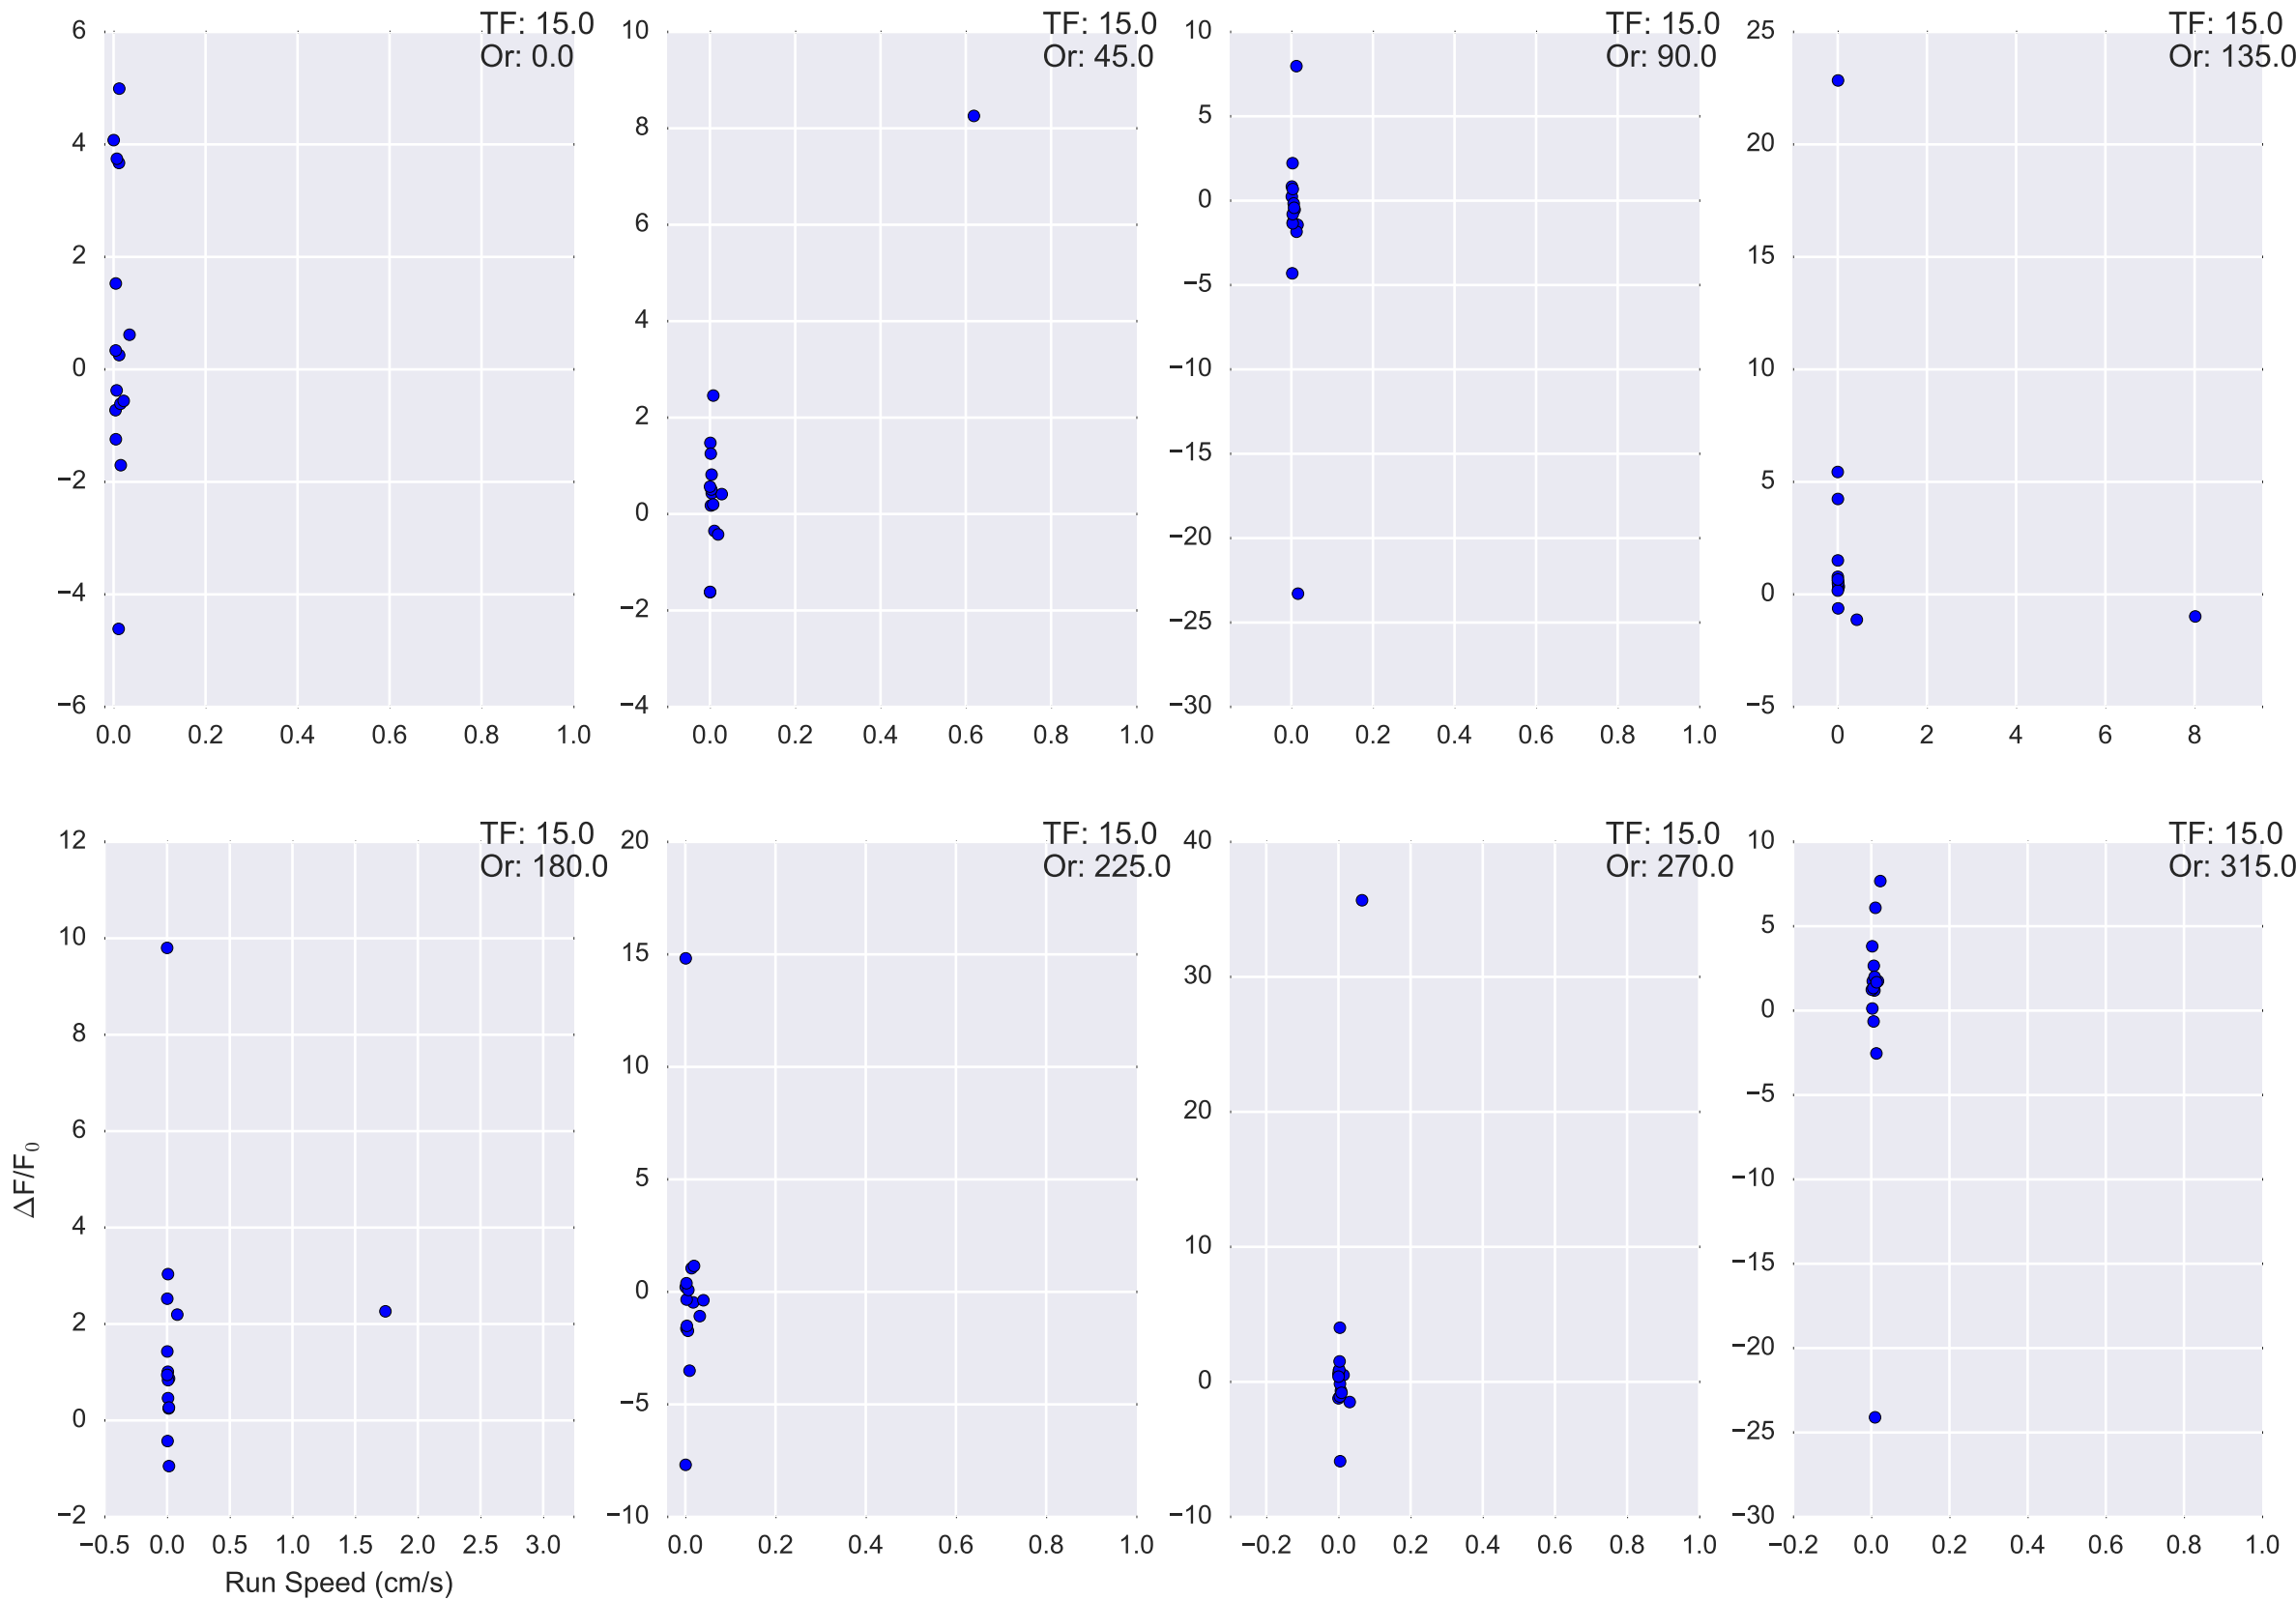 TF: 15.0
Or: 0.0
6
4
2
0
−2
−4
−6
0.0 0.2 0.4 0.6 0.8 1.0
TF: 15.0
Or: 45.0
10
8
6
4
2
0
−2
−4
0.0 0.2 0.4 0.6 0.8 1.0
TF: 15.0
Or: 90.0
10
5
0
−5
−10
−15
−20
−25
−30
0.0 0.2 0.4 0.6 0.8 1.0
TF: 15.0
Or: 135.0
25
20
15
10
5
0
−5
0 2 4 6 8
TF: 15.0
Or: 180.0
12
10
8
6
4
2
0
−2
ΔF/F₀
−0.5 0.0 0.5 1.0 1.5 2.0 2.5 3.0
Run Speed (cm/s)
TF: 15.0
Or: 225.0
20
15
10
5
0
−5
−10
0.0 0.2 0.4 0.6 0.8 1.0
TF: 15.0
Or: 270.0
40
30
20
10
0
−10
−0.2 0.0 0.2 0.4 0.6 0.8 1.0
TF: 15.0
Or: 315.0
10
5
0
−5
−10
−15
−20
−25
−30
−0.2 0.0 0.2 0.4 0.6 0.8 1.0